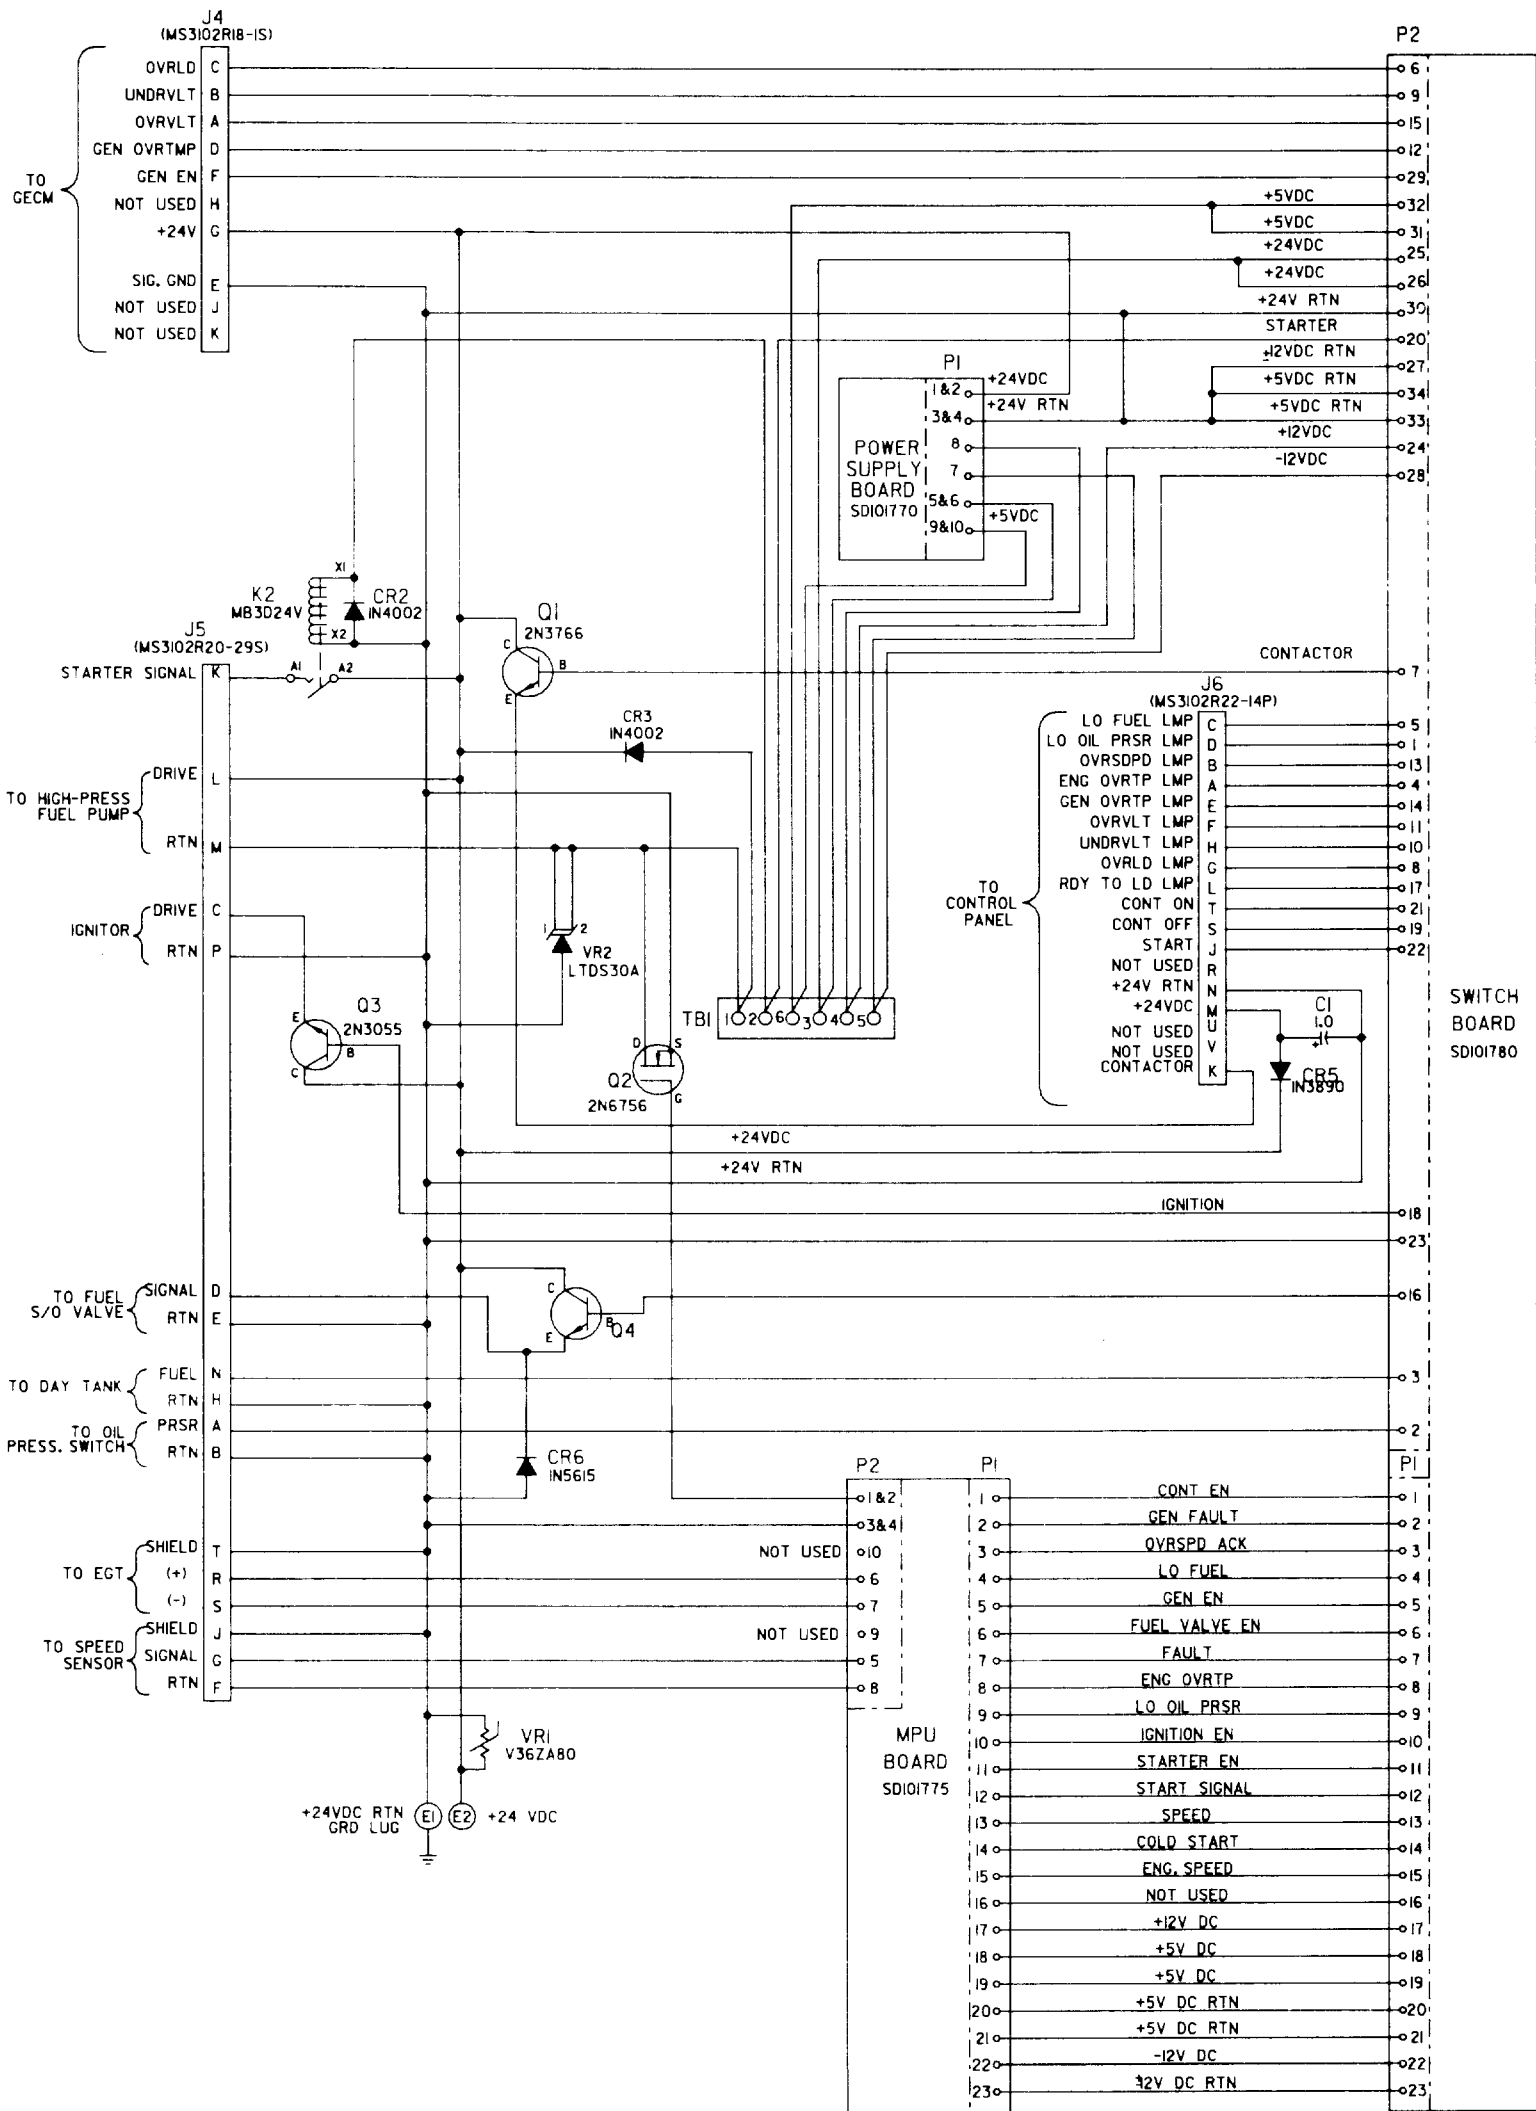 J4
(MS3102R18-1S)
TO GECM
OVRLD C
UNDRVLT B
OVRVLT A
GEN OVRTMP D
GEN EN F
NOT USED H
+24V G
SIG. GND E
NOT USED J
NOT USED K
P2
6
9
15
12
29
+5VDC 32
+5VDC 31
+24VDC 25
+24VDC 26
+24V RTN 30
STARTER 20
±12VDC RTN 27
+5VDC RTN 34
+5VDC RTN 33
+12VDC 24
-12VDC 28
P1
1&2 +24VDC
3&4 +24V RTN
8
7
5&6
9&10 +5VDC
POWER
SUPPLY
BOARD
SD101770
K2
MB3D24V
X1
X2
CR2
1N4002
Q1
2N3766
C
B
E
CONTACTOR 7
J5
(MS3102R20-29S)
STARTER SIGNAL K
A1
A2
CR3
1N4002
TO HIGH-PRESS
FUEL PUMP
DRIVE L
RTN M
IGNITOR
DRIVE C
RTN P
1
2
VR2
LTDS30A
Q3
2N3055
E
B
C
TB1
1 2 6 3 4 5
D
S
Q2
2N6756
G
J6
(MS3102R22-14P)
TO
CONTROL
PANEL
LO FUEL LMP C 5
LO OIL PRSR LMP D 1
OVRSDPD LMP B 13
ENG OVRTP LMP A 4
GEN OVRTP LMP E 14
OVRVLT LMP F 11
UNDRVLT LMP H 10
OVRLD LMP G 8
RDY TO LD LMP L 17
CONT ON T 21
CONT OFF S 19
START J 22
NOT USED R
+24V RTN N
+24VDC M
NOT USED U
NOT USED V
CONTACTOR K
C1
1.0
+
CR5
1N3890
SWITCH
BOARD
SD101780
+24VDC
+24V RTN
IGNITION 18
23
TO FUEL
S/O VALVE
SIGNAL D
RTN E
C
B
E
Q4
16
TO DAY TANK
FUEL N
RTN H
3
TO OIL
PRESS. SWITCH
PRSR A
RTN B
2
CR6
1N5615
TO EGT
SHIELD T
(+) R
(-) S
TO SPEED
SENSOR
SHIELD J
SIGNAL G
RTN F
P2
1&2
3&4
NOT USED 10
6
7
NOT USED 9
5
8
MPU
BOARD
SD101775
VR1
V36ZA80
+24VDC RTN
GRD LUG
E1
E2
+24 VDC
P1
P1
1 CONT EN 1
2 GEN FAULT 2
3 OVRSPD ACK 3
4 LO FUEL 4
5 GEN EN 5
6 FUEL VALVE EN 6
7 FAULT 7
8 ENG OVRTP 8
9 LO OIL PRSR 9
10 IGNITION EN 10
11 STARTER EN 11
12 START SIGNAL 12
13 SPEED 13
14 COLD START 14
15 ENG. SPEED 15
16 NOT USED 16
17 +12V DC 17
18 +5V DC 18
19 +5V DC 19
20 +5V DC RTN 20
21 +5V DC RTN 21
22 -12V DC 22
23 12V DC RTN 23